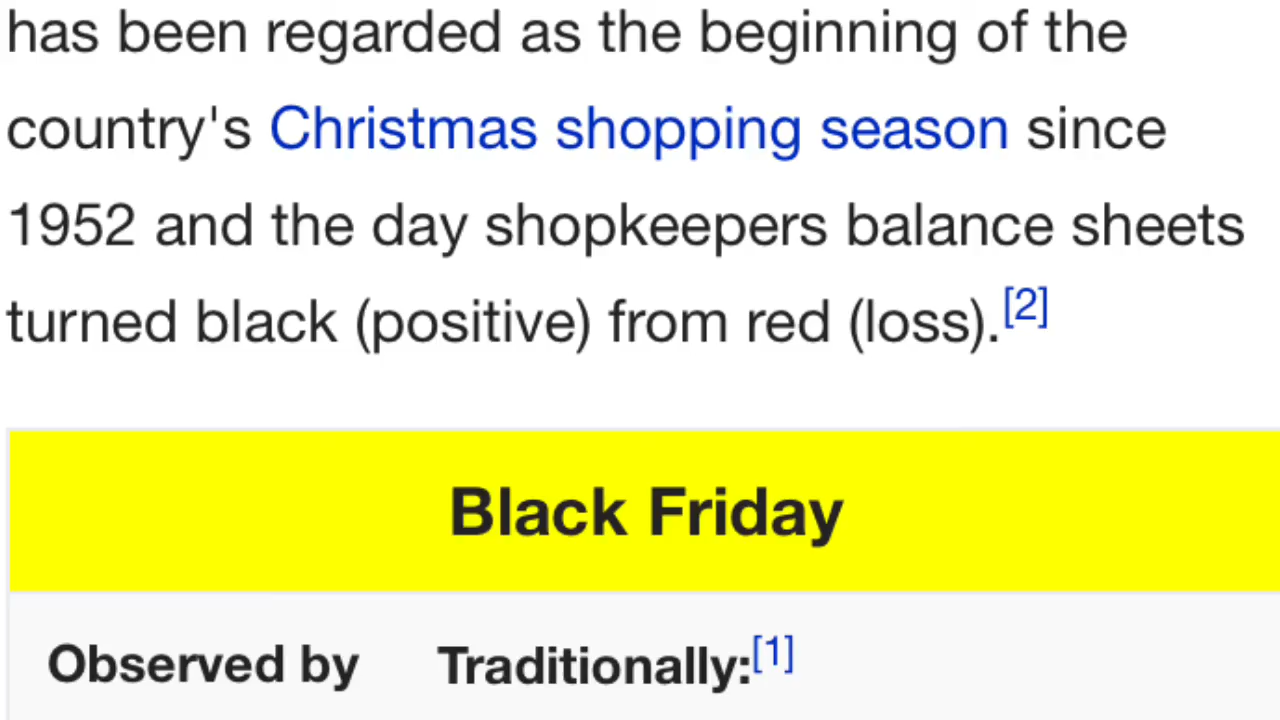 has been regarded as the beginning of the
country's Christmas shopping season since
1952 and the day shopkeepers balance sheets
turned black (positive) from red (loss).[2]
Black Friday
Observed by Traditionally:[1]